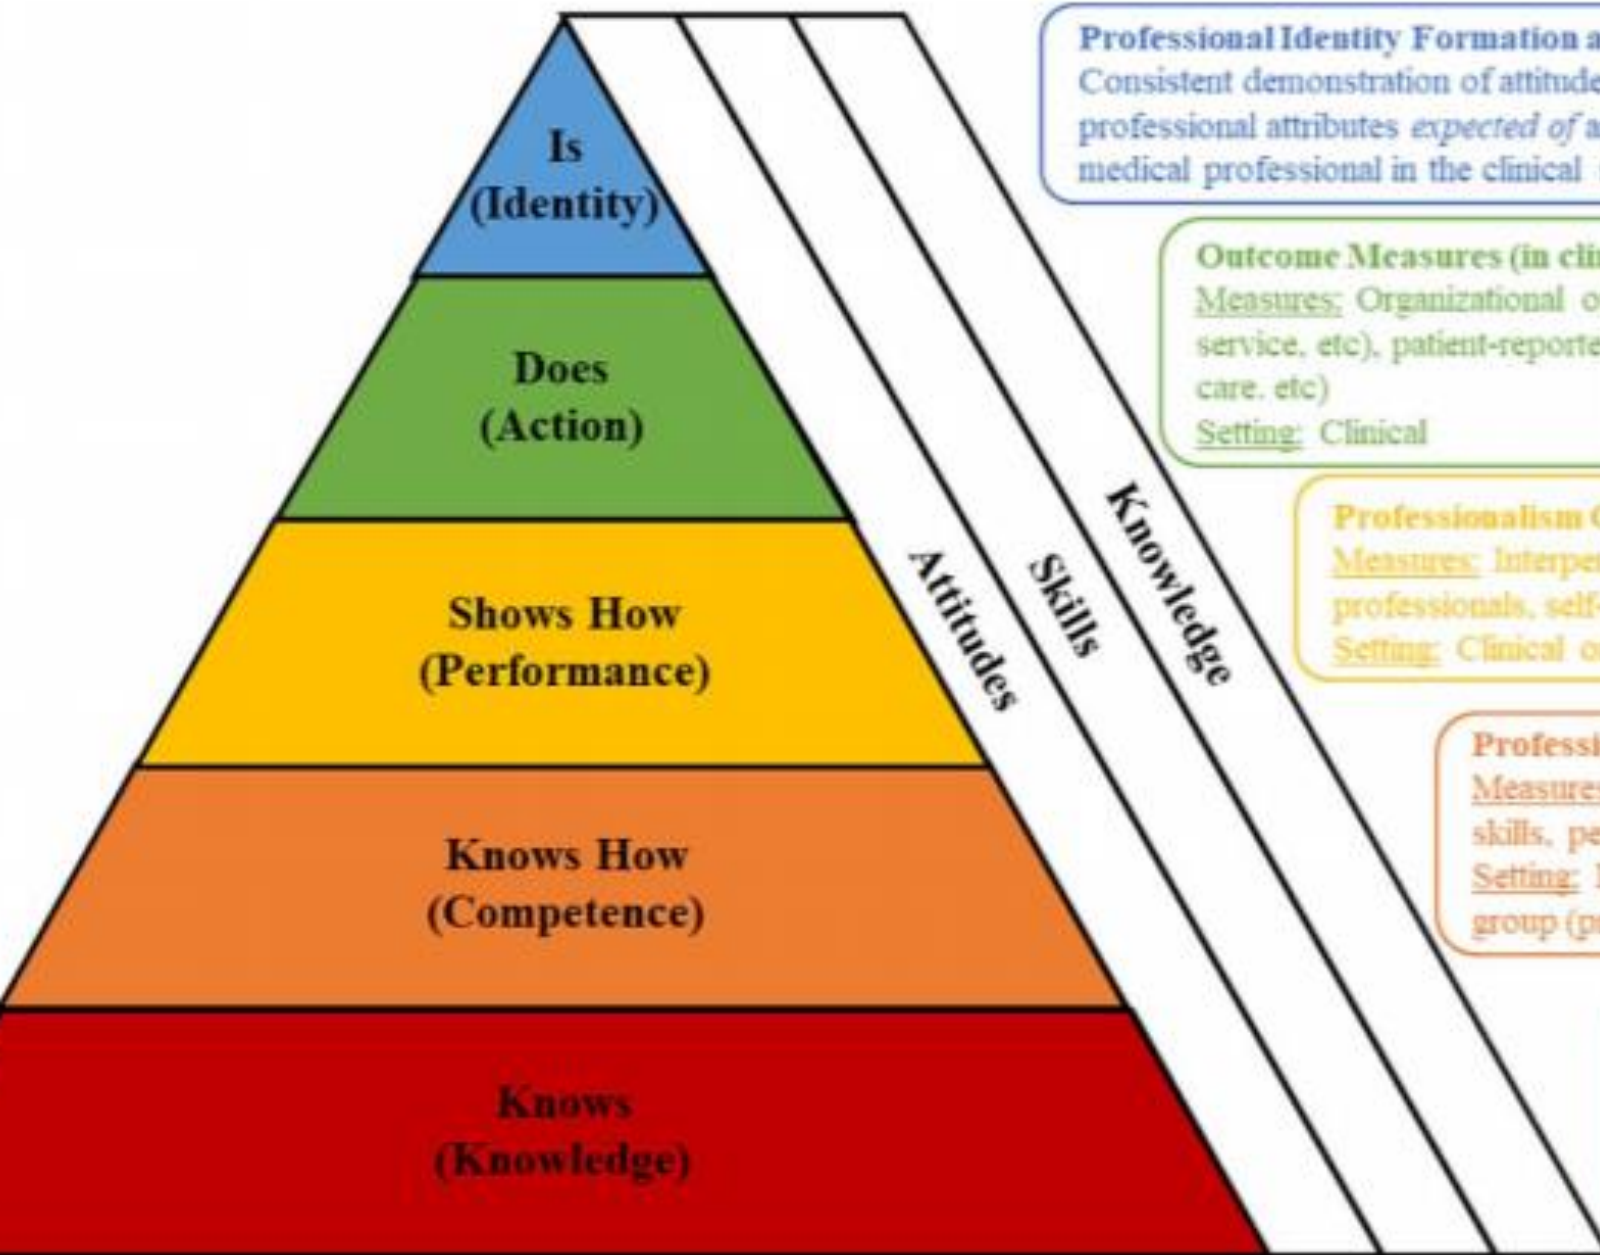 Is
(Identity)
Does
(Action)
Shows How
(Performance)
Knows How
(Competence)
Knows
(Knowledge)
Attitudes
Skills
Knowledge
Professional Identity Formation a
Consistent demonstration of attitude
professional attributes expected of a
medical professional in the clinical
Outcome Measures (in clin
Measures: Organizational o
service, etc), patient-reporte
care. etc)
Setting: Clinical
Professionalism
Measures: Interper
professionals, self-
Setting: Clinical o
Professi
Measures
skills, pe
Setting:
group (p